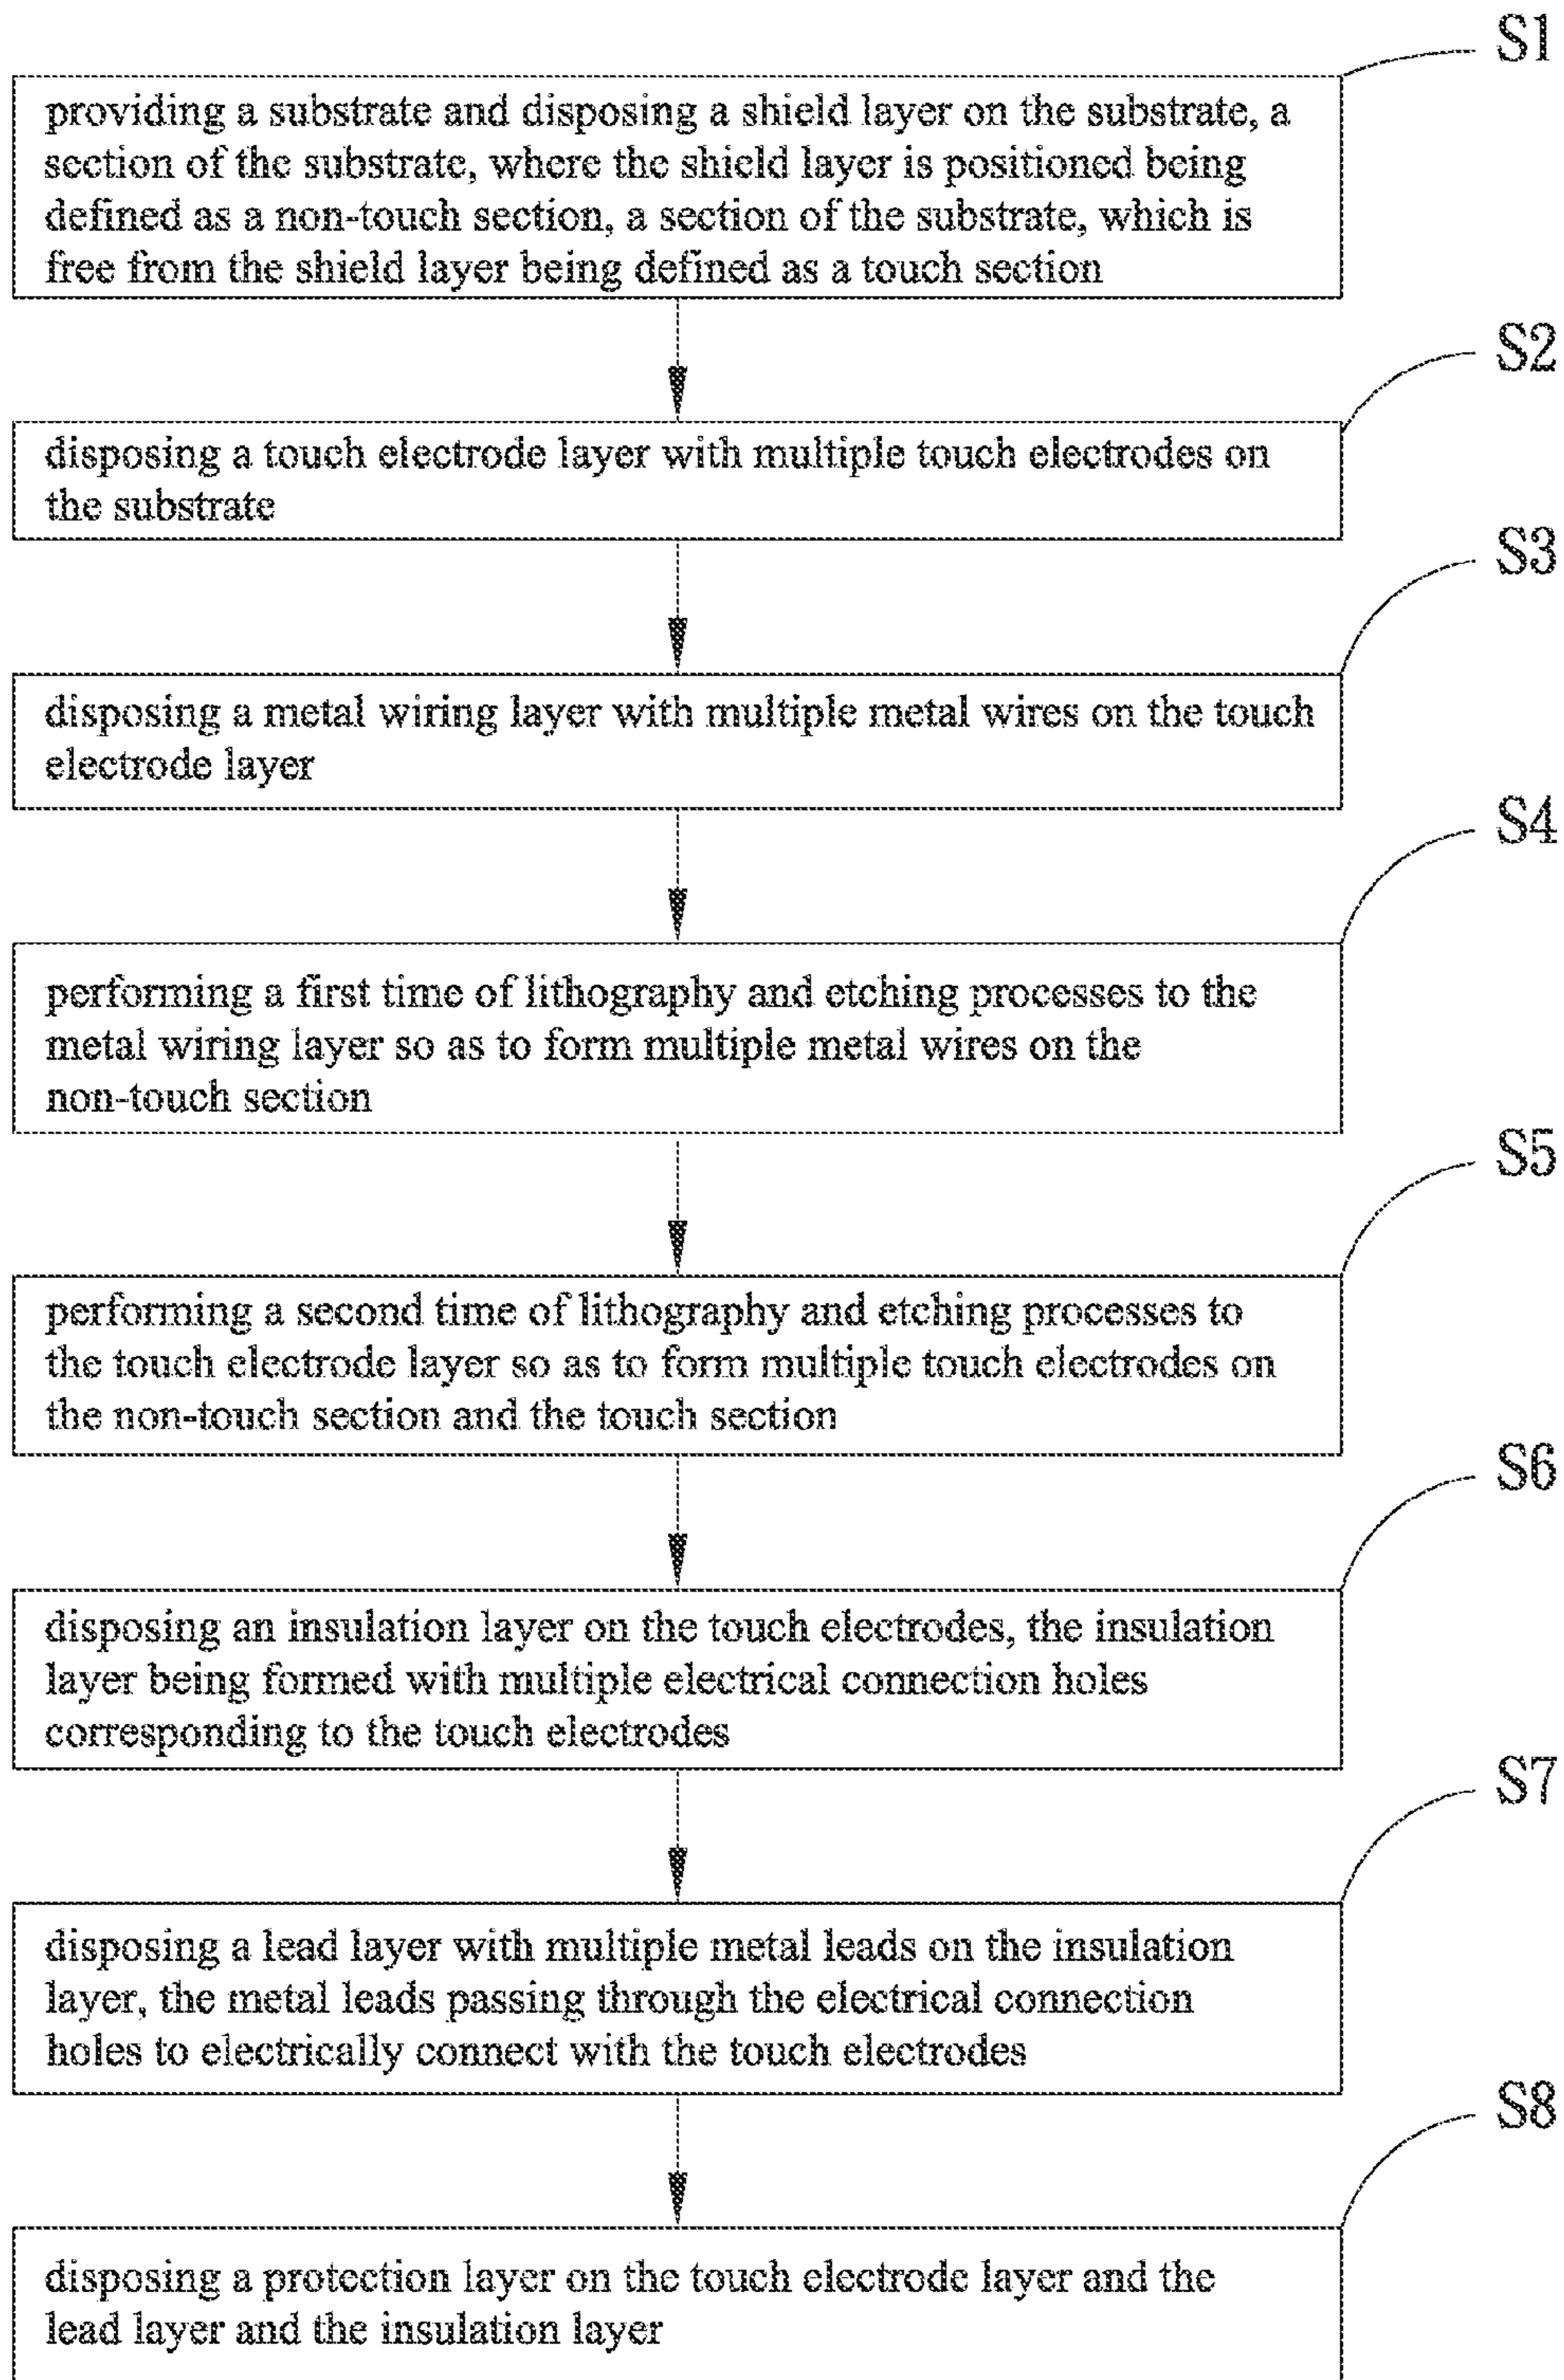 S1
providing a substrate and disposing a shield layer on the substrate, a
section of the substrate, where the shield layer is positioned being
defined as a non-touch section, a section of the substrate, which is
free from the shield layer being defined as a touch section
S2
disposing a touch electrode layer with multiple touch electrodes on
the substrate
S3
disposing a metal wiring layer with multiple metal wires on the touch
electrode layer
S4
performing a first time of lithography and etching processes to the
metal wiring layer so as to form multiple metal wires on the
non-touch section
S5
performing a second time of lithography and etching processes to
the touch electrode layer so as to form multiple touch electrodes on
the non-touch section and the touch section
S6
disposing an insulation layer on the touch electrodes, the insulation
layer being formed with multiple electrical connection holes
corresponding to the touch electrodes
S7
disposing a lead layer with multiple metal leads on the insulation
layer, the metal leads passing through the electrical connection
holes to electrically connect with the touch electrodes
S8
disposing a protection layer on the touch electrode layer and the
lead layer and the insulation layer